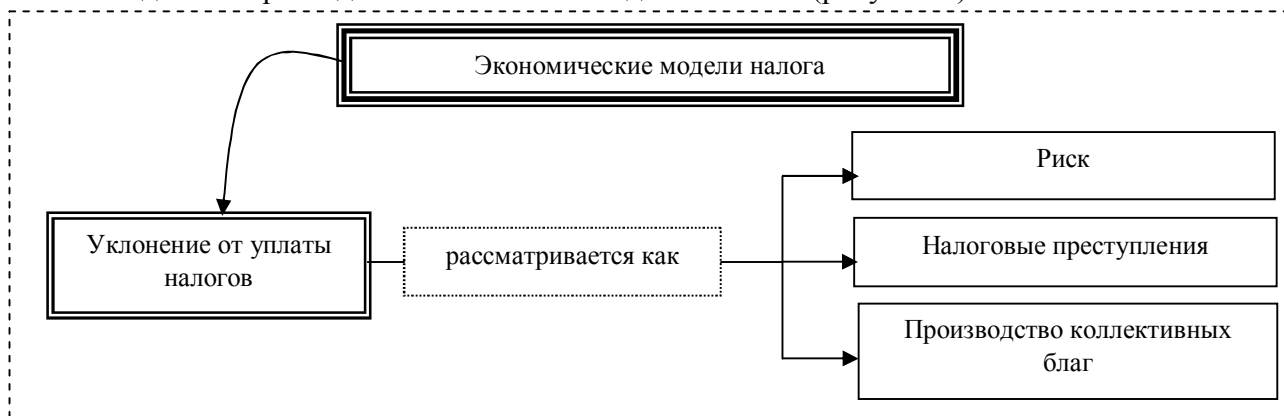 Экономические модели налога
Риск
Уклонение от уплаты
налогов
рассматривается как
Налоговые преступления
Производство коллективных
благ